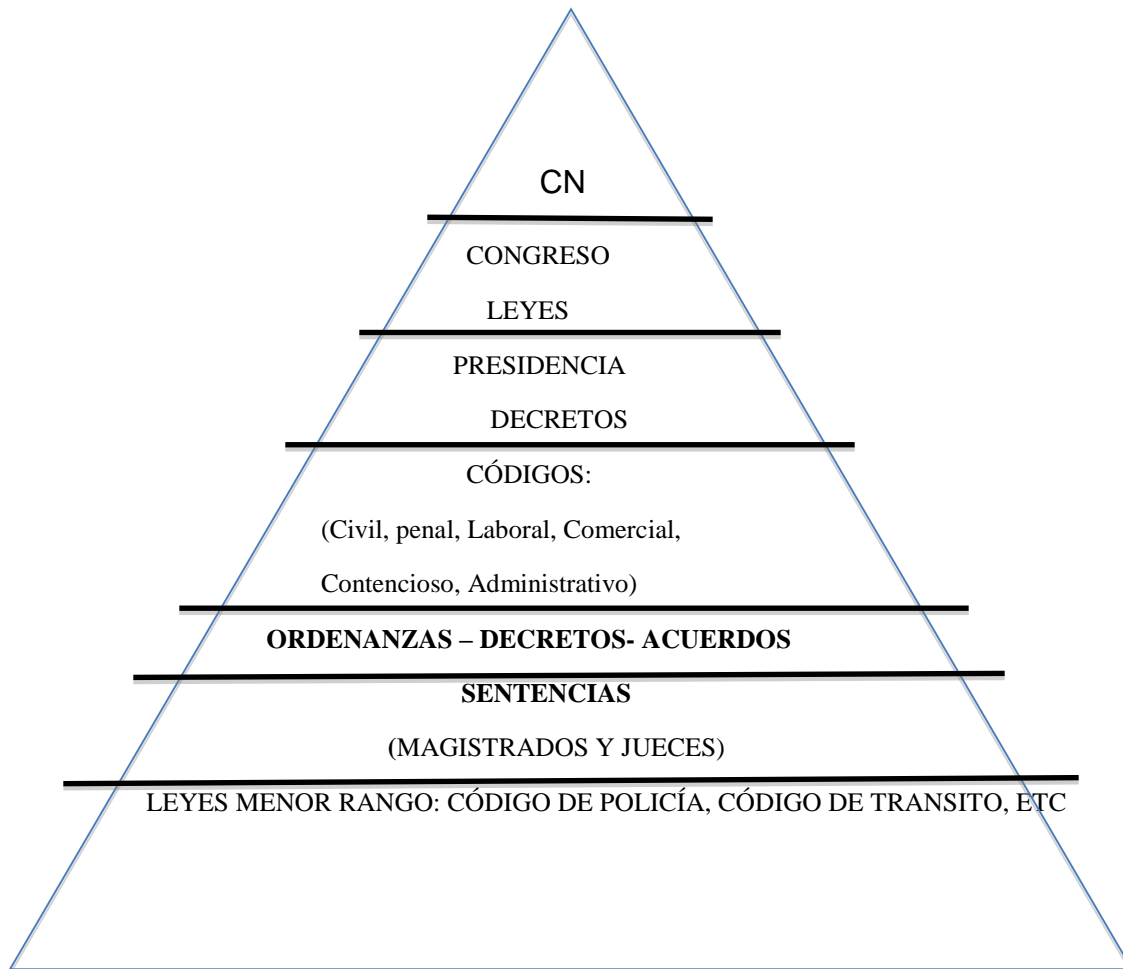 CN
CONGRESO
LEYES
PRESIDENCIA
DECRETOS
CÓDIGOS:
(Civil, penal, Laboral, Comercial,
Contencioso, Administrativo)
ORDENANZAS – DECRETOS- ACUERDOS
SENTENCIAS
(MAGISTRADOS Y JUECES)
LEYES MENOR RANGO: CÓDIGO DE POLICÍA, CÓDIGO DE TRANSITO, ETC